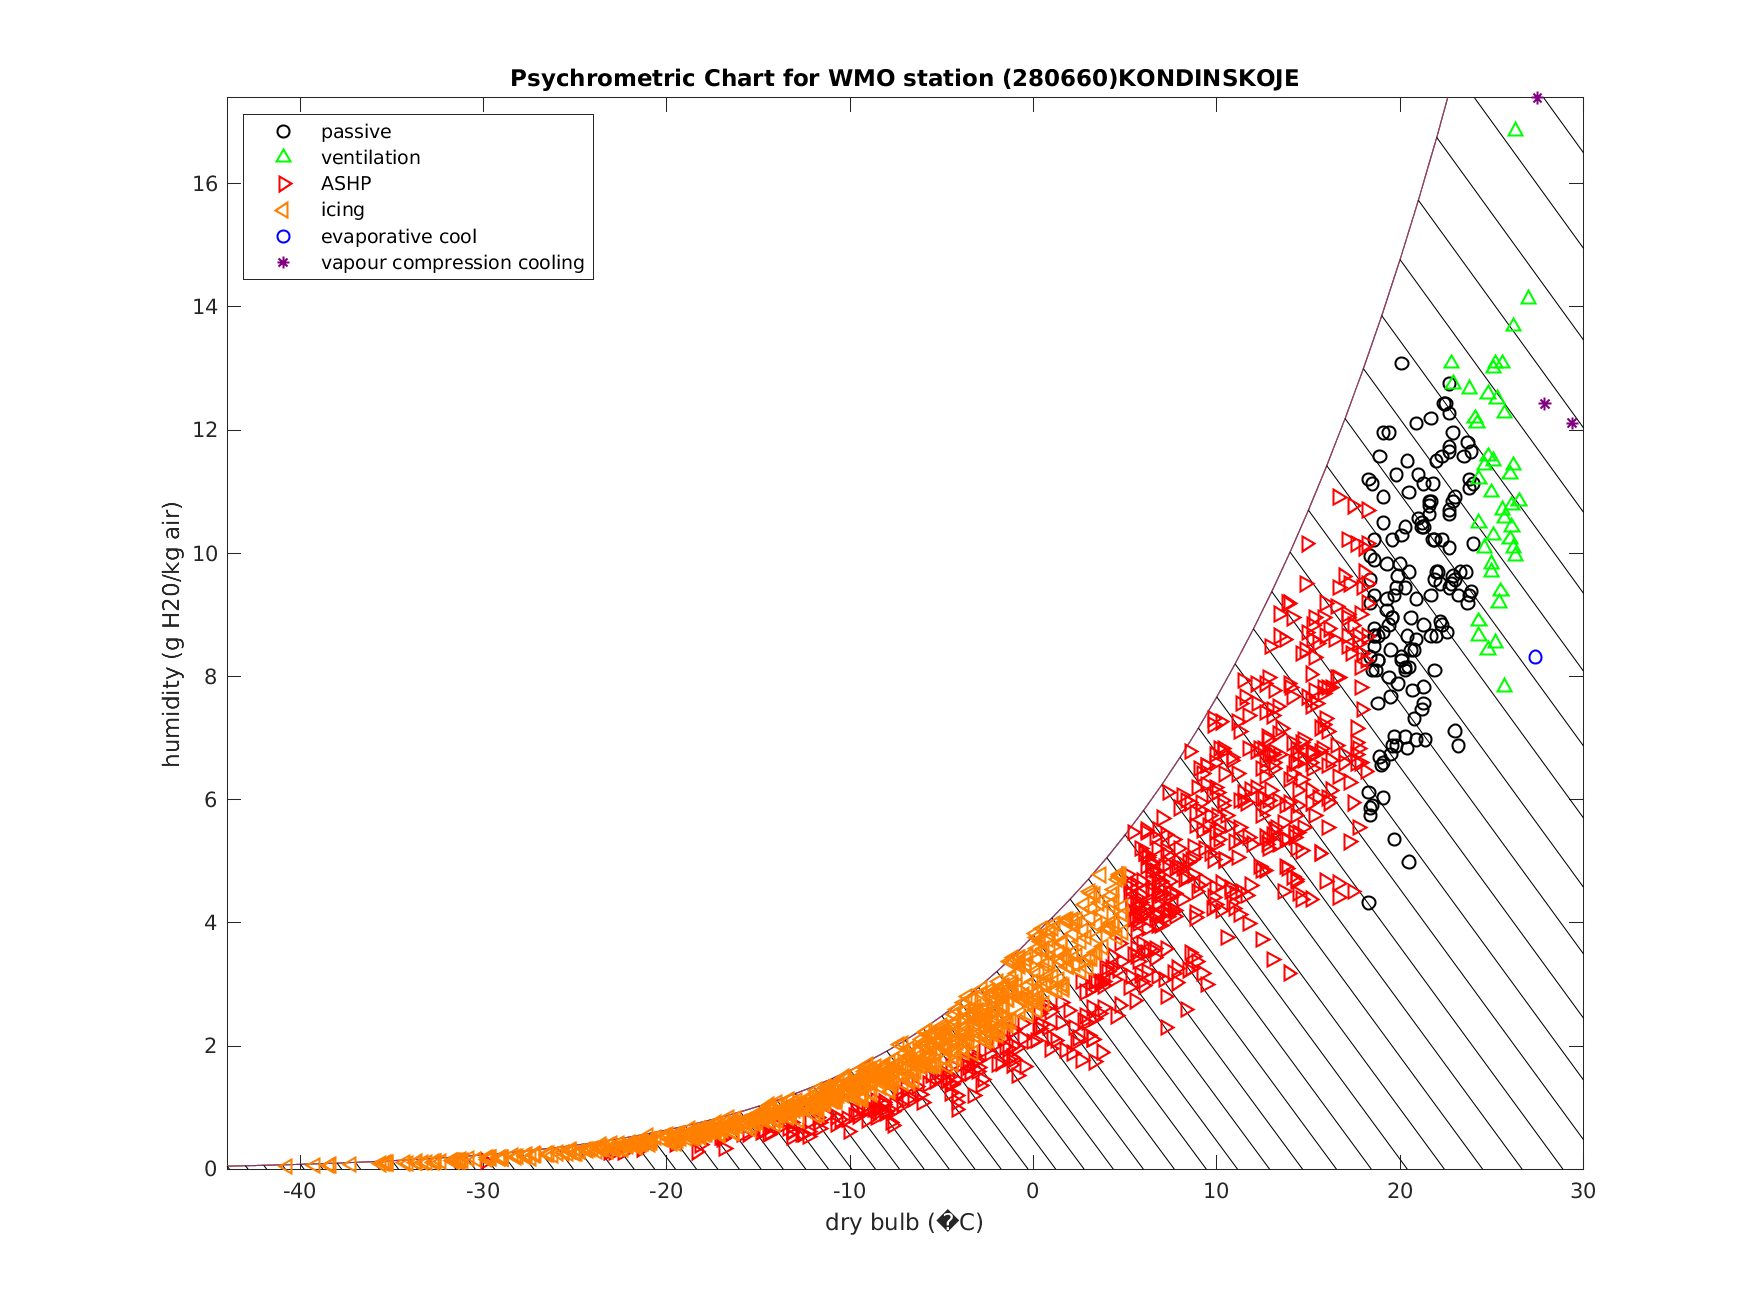 Psychrometric Chart for WMO station (280660)KONDINSKOJE
passive
ventilation
ASHP
icing
evaporative cool
vapour compression cooling
humidity (g H20/kg air)
16
14
12
10
8
6
4
2
0
-40 -30 -20 -10 0 10 20 30
dry bulb (�C)